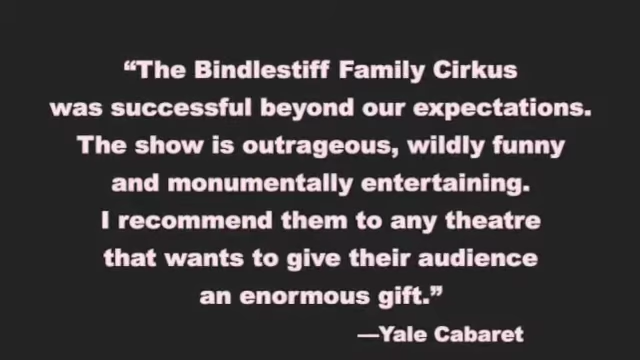 “The Bindlestiff Family Cirkus
was successful beyond our expectations.
The show is outrageous, wildly funny
and monumentally entertaining.
I recommend them to any theatre
that wants to give their audience
an enormous gift.”
—Yale Cabaret